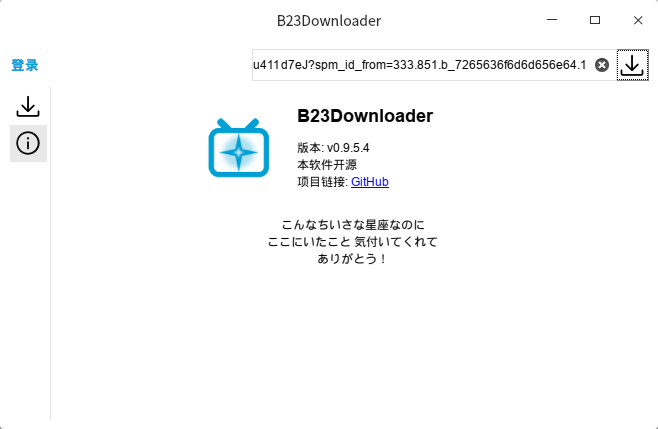 B23Downloader
登录
u411d7eJ?spm_id_from=333.851.b_7265636f6d6d656e64.1
B23Downloader
版本: v0.9.5.4
本软件开源
项目链接: GitHub
こんなちいさな星座なのに
ここにいたこと 気付いてくれて
ありがとう！